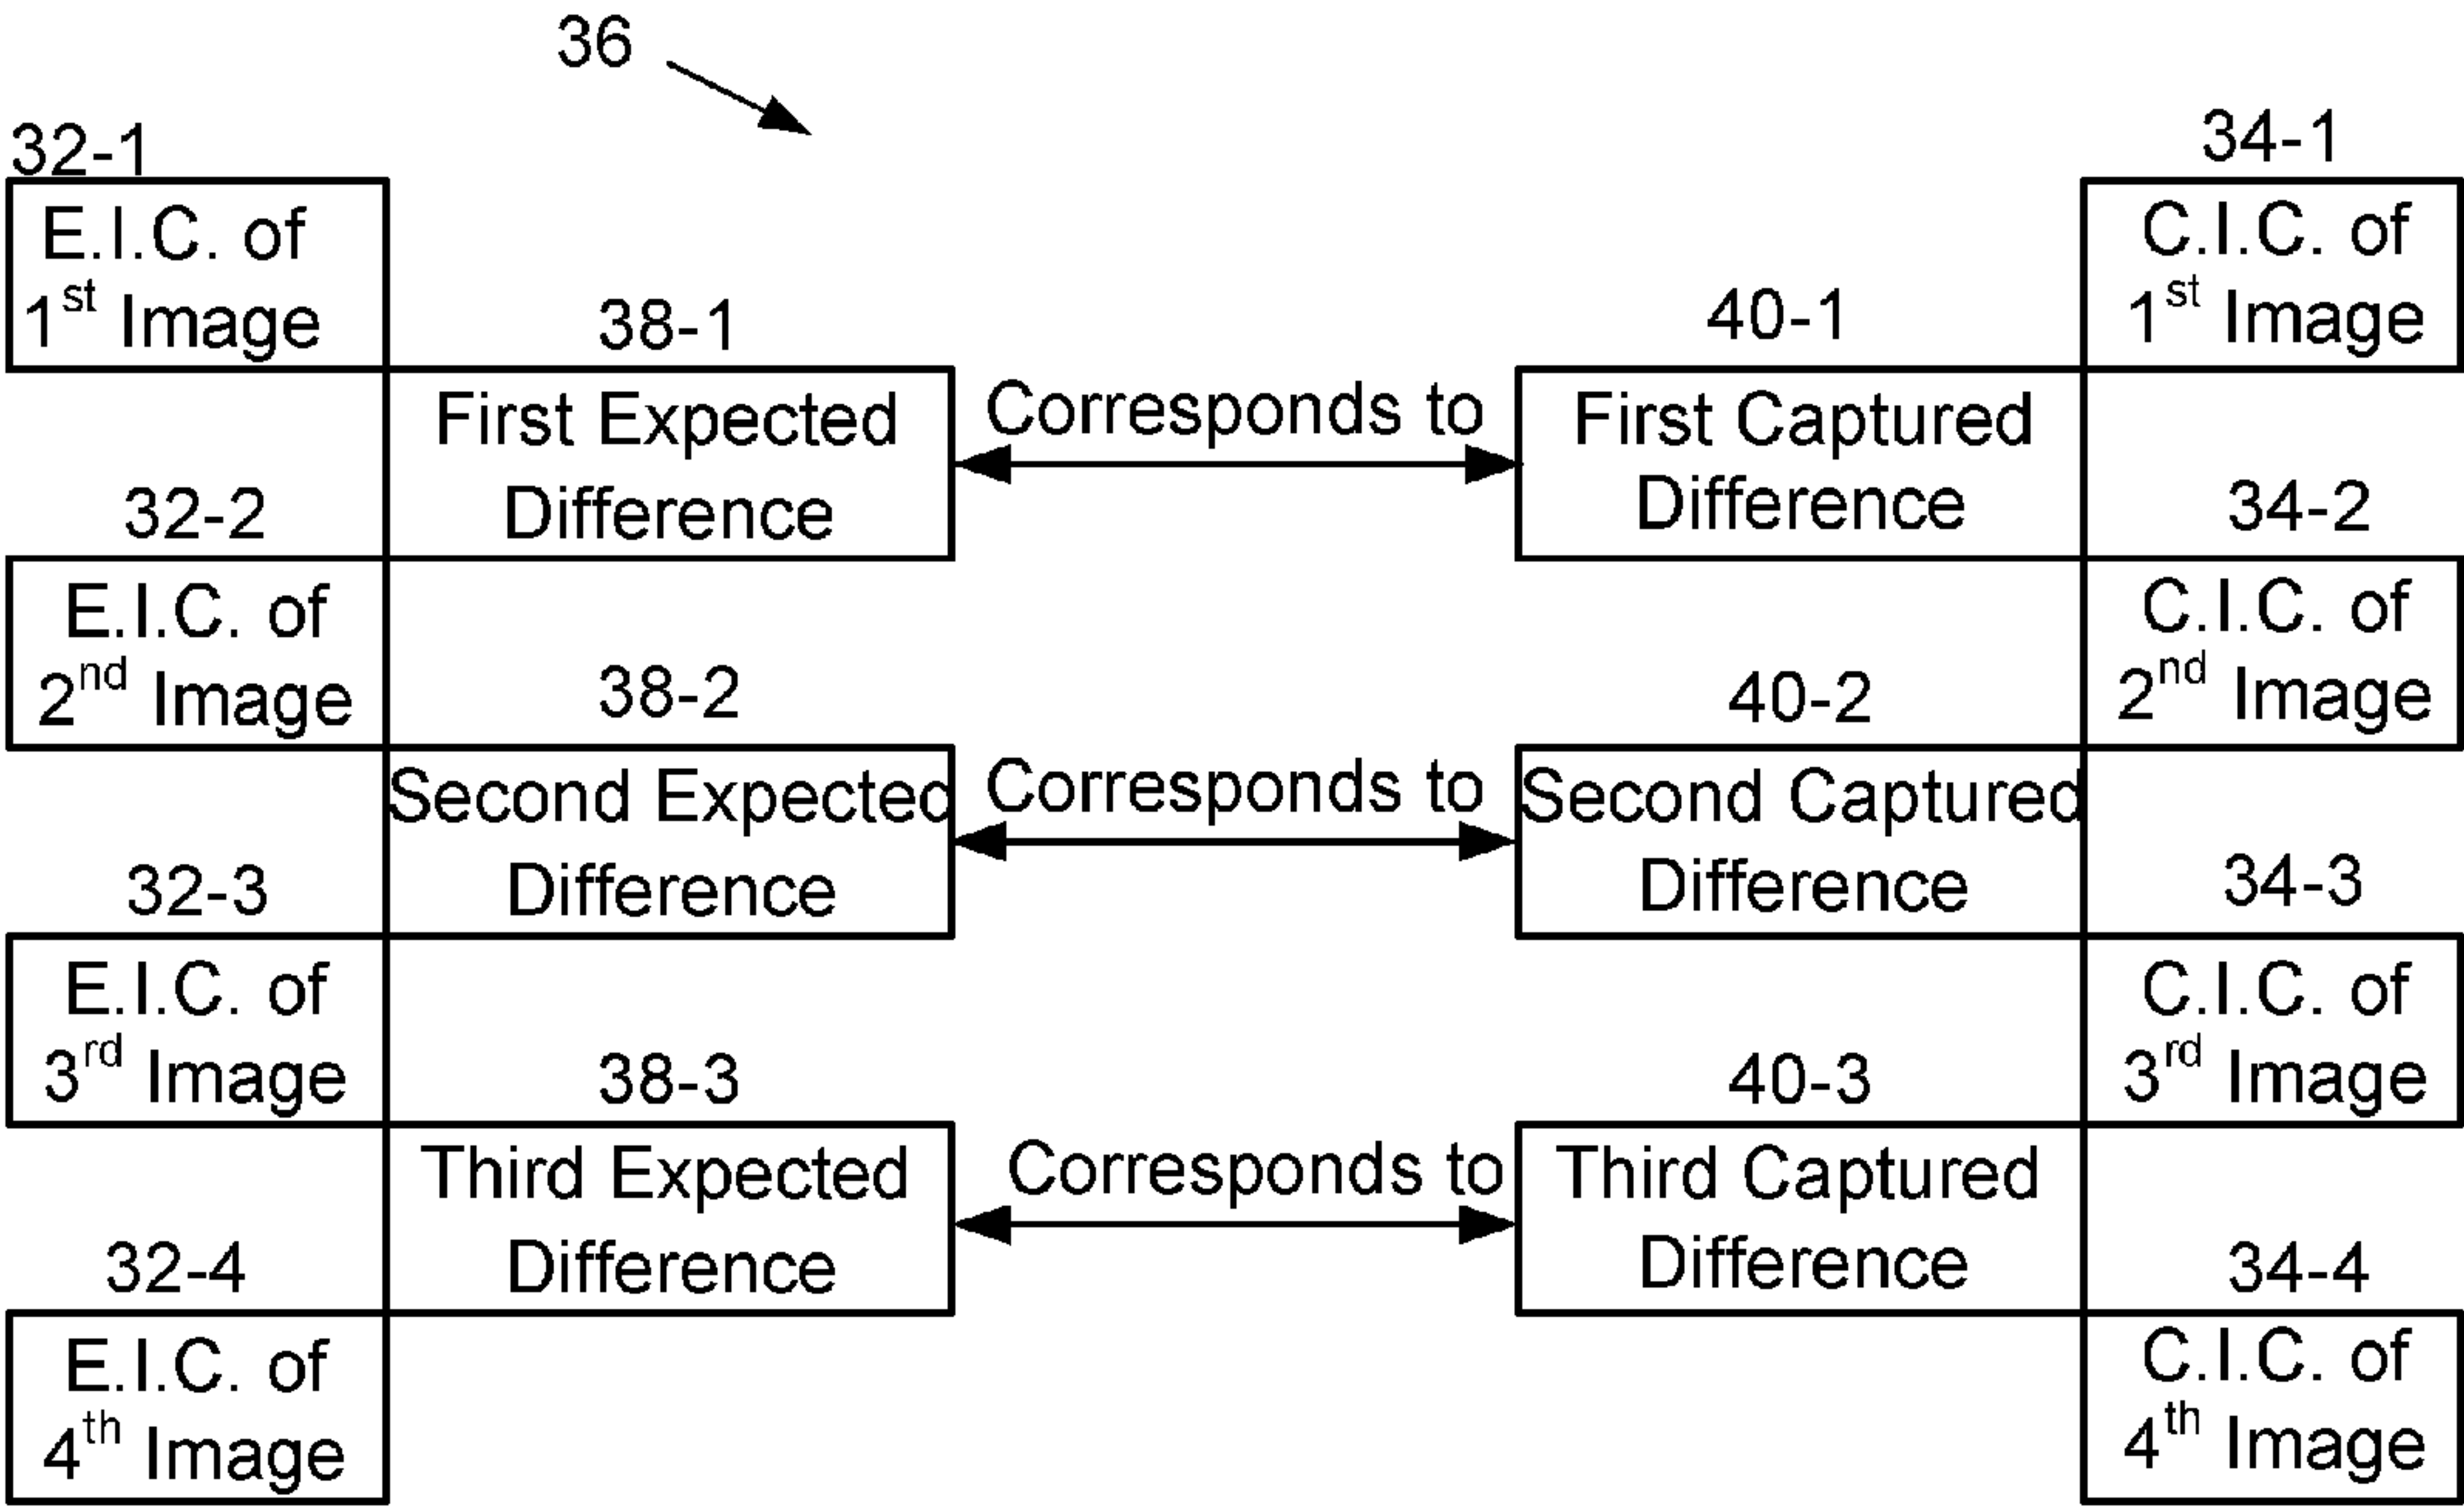 36
32-1
34-1
E.I.C. of
1st Image
C.I.C. of
1st Image
38-1
40-1
First Expected
Difference
Corresponds to
First Captured
Difference
32-2
34-2
E.I.C. of
2nd Image
C.I.C. of
2nd Image
38-2
40-2
Second Expected
Difference
Corresponds to
Second Captured
Difference
32-3
34-3
E.I.C. of
3rd Image
C.I.C. of
3rd Image
38-3
40-3
Third Expected
Difference
Corresponds to
Third Captured
Difference
32-4
34-4
E.I.C. of
4th Image
C.I.C. of
4th Image